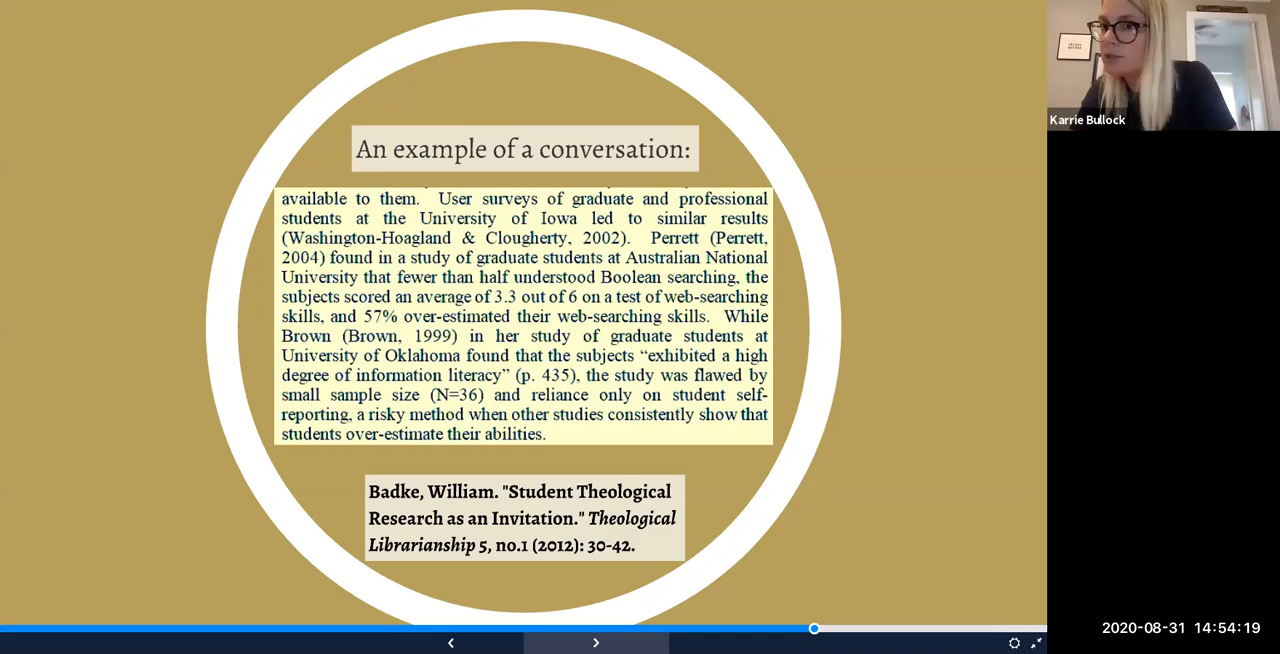 An example of a conversation:
available to them. User surveys of graduate and professional
students at the University of Iowa led to similar results
(Washington-Hoagland & Clougherty, 2002). Perrett (Perrett,
2004) found in a study of graduate students at Australian National
University that fewer than half understood Boolean searching, the
subjects scored an average of 3.3 out of 6 on a test of web-searching
skills, and 57% over-estimated their web-searching skills. While
Brown (Brown, 1999) in her study of graduate students at
University of Oklahoma found that the subjects “exhibited a high
degree of information literacy” (p. 435), the study was flawed by
small sample size (N=36) and reliance only on student self-
reporting, a risky method when other studies consistently show that
students over-estimate their abilities.
Badke, William. "Student Theological
Research as an Invitation." Theological
Librarianship 5, no.1 (2012): 30-42.
Karrie Bullock
2020-08-31 14:54:19